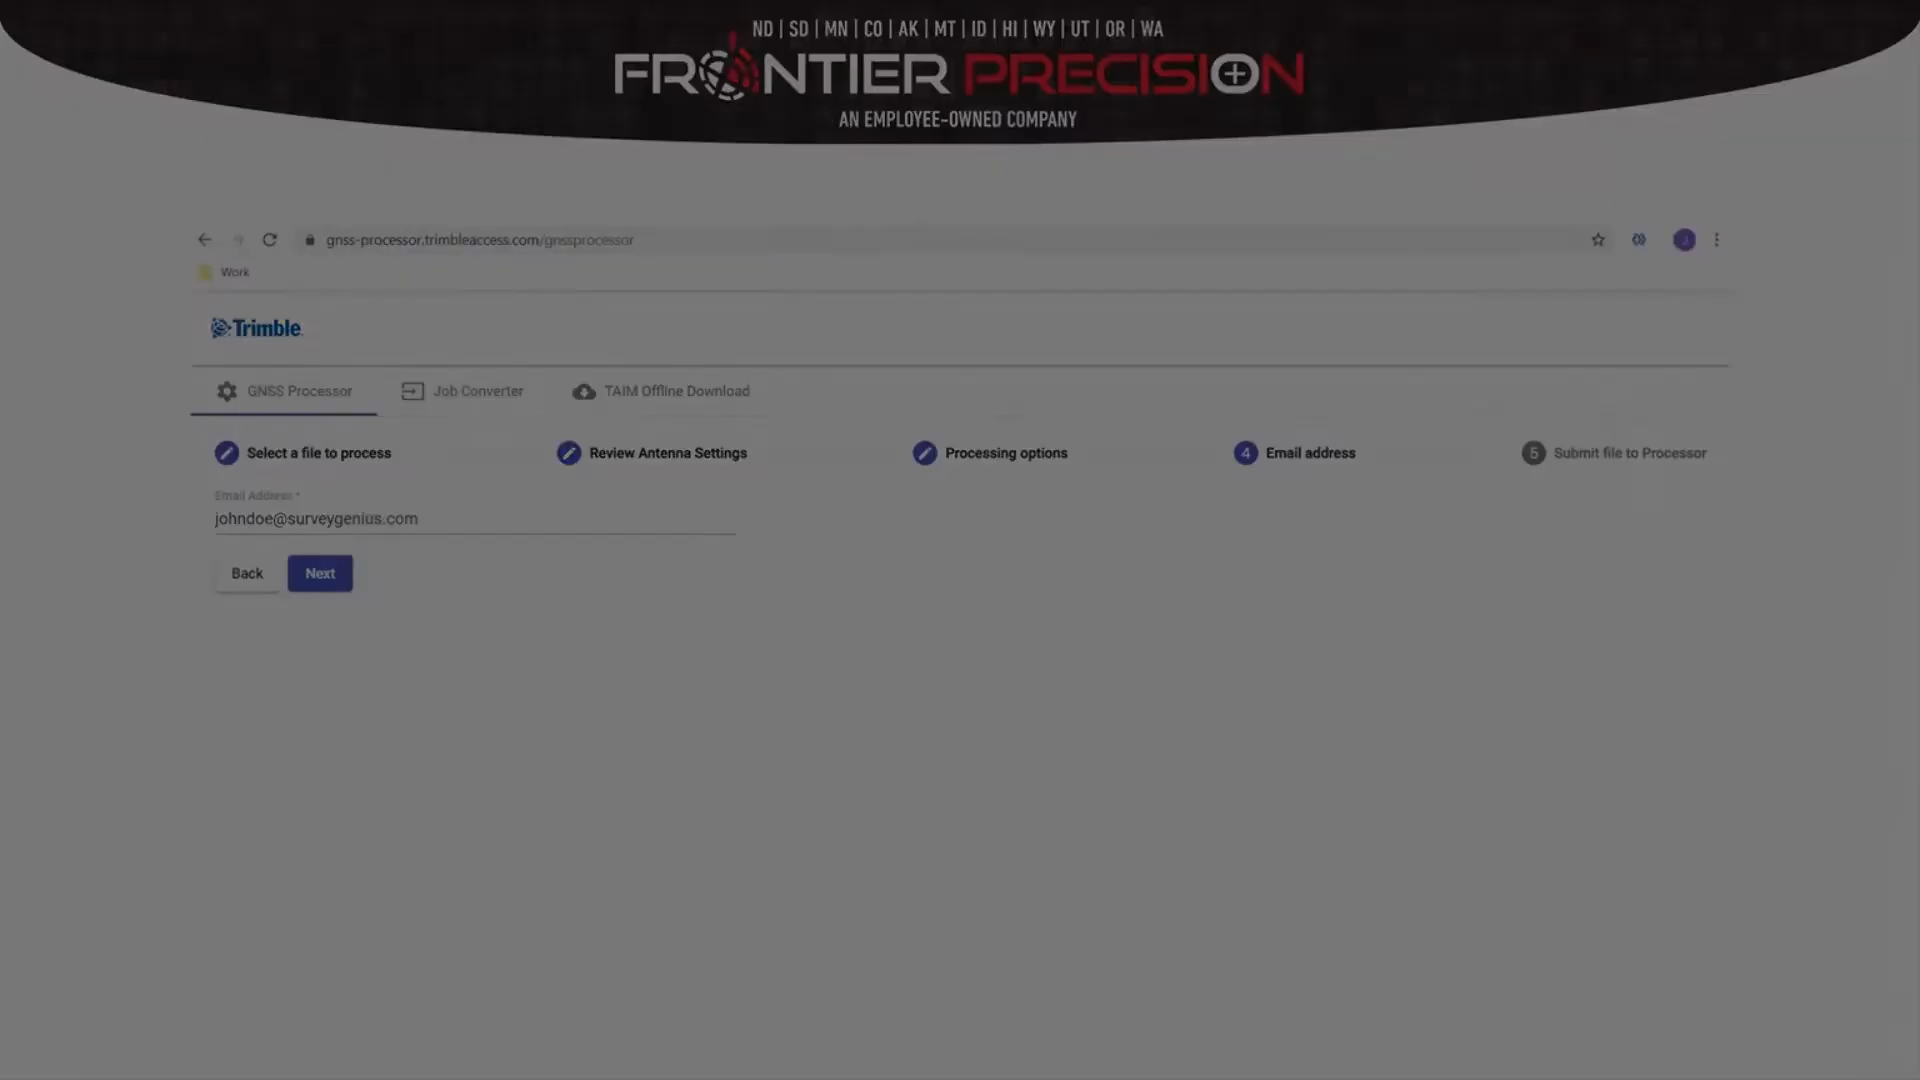 ND | SD | MN | CO | AK | MT | ID | HI | WY | UT | OR | WA
FRONTIER PRECISION
AN EMPLOYEE-OWNED COMPANY
gnss-processor.trimbleaccess.com/gnssprocessor
J
Work
Trimble
GNSS Processor Job Converter TAIM Offline Download
Select a file to process Review Antenna Settings Processing options 4 Email address 5 Submit file to Processor
Email Address *
johndoe@surveygenius.com
Back Next